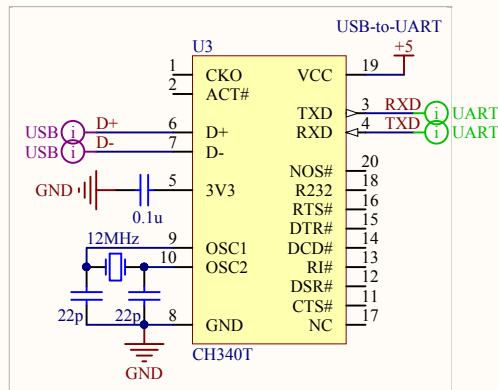 USB-to-UART
U3
+5
1 CKO VCC 19
2 ACT#
TXD 3 RXD i UART
USB i D+ 6 D+ RXD 4 TXD i UART
USB i D- 7 D-
NOS# 20
GND 5 3V3 R232 18
0.1u RTS# 16
DTR# 15
12MHz 9 OSC1 DCD# 14
10 OSC2 RI# 13
DSR# 12
CTS# 11
22p 22p 8 GND NC 17
CH340T
GND